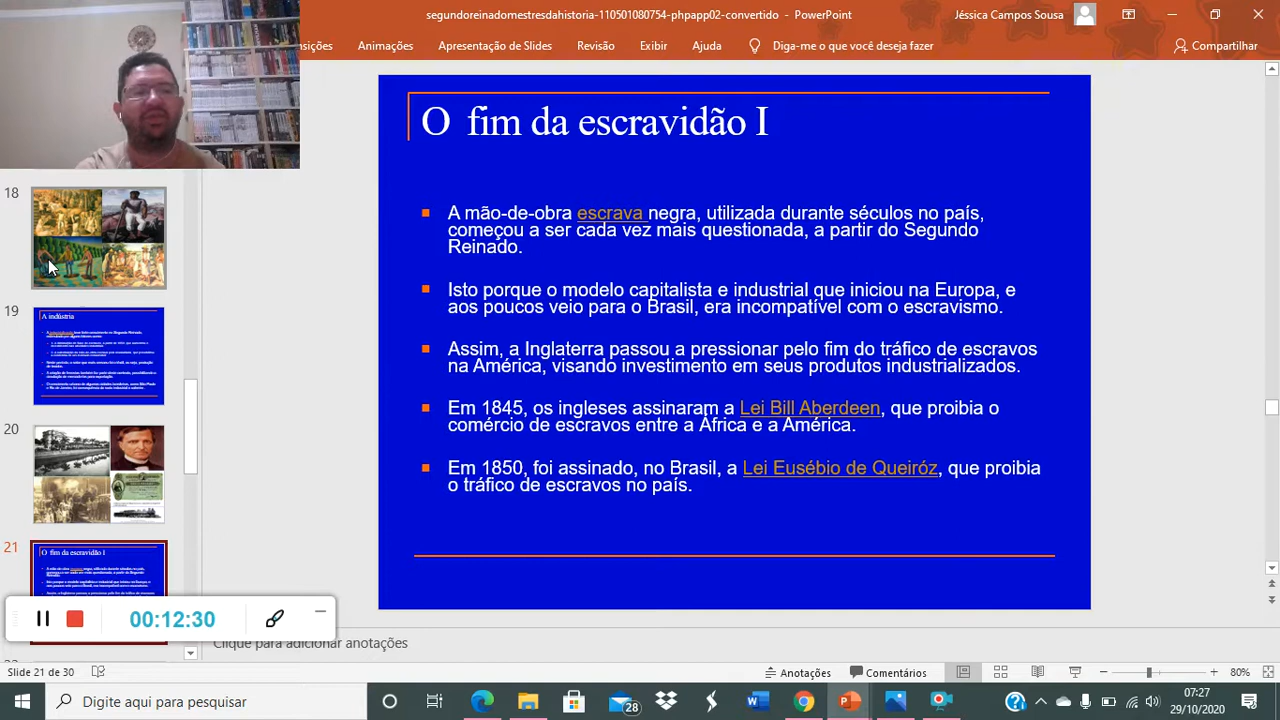 segundoreinadomestresdahistoria-110501080754-phpapp02-convertido - PowerPoint
Jéssica Campos Sousa
sições Animações Apresentação de Slides Revisão Exibir Ajuda Diga-me o que você deseja fazer Compartilhar
O fim da escravidão I
A mão-de-obra escrava negra, utilizada durante séculos no país,
começou a ser cada vez mais questionada, a partir do Segundo
Reinado.
Isto porque o modelo capitalista e industrial que iniciou na Europa, e
aos poucos veio para o Brasil, era incompatível com o escravismo.
Assim, a Inglaterra passou a pressionar pelo fim do tráfico de escravos
na América, visando investimento em seus produtos industrializados.
Em 1845, os ingleses assinaram a Lei Bill Aberdeen, que proibia o
comércio de escravos entre a África e a América.
Em 1850, foi assinado, no Brasil, a Lei Eusébio de Queiróz, que proibia
o tráfico de escravos no país.
18
19
A indústria
20
21
O fim da escravidão I
00:12:30
Clique para adicionar anotações
Slide 21 de 30
Anotações Comentários 80%
Digite aqui para pesquisar
28
07:27
29/10/2020